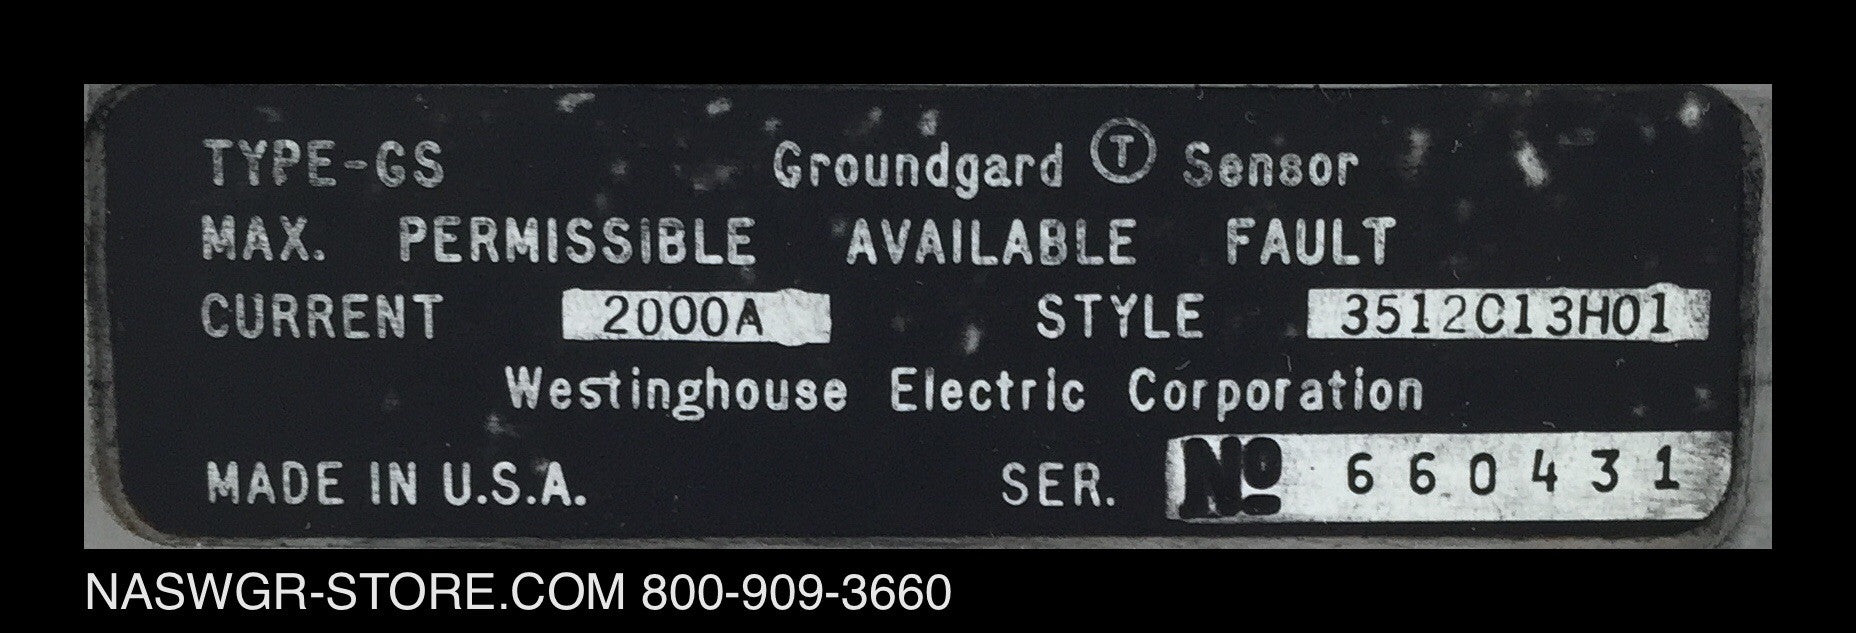 TYPE-GS Groundgard Ⓣ Sensor
MAX. PERMISSIBLE AVAILABLE FAULT
CURRENT 2000A STYLE 3512C13H01
Westinghouse Electric Corporation
MADE IN U.S.A. SER. No 660431
NASWGR-STORE.COM 800-909-3660